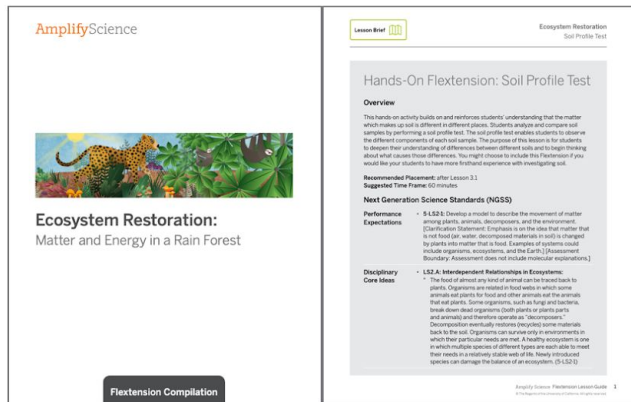 AmplifyScience
Ecosystem Restoration:
Matter and Energy in a Rain Forest
Flextension Compilation
Lesson Brief
Ecosystem Restoration
Soil Profile Test
Hands-On Flextension: Soil Profile Test
Overview
This hands-on activity builds on and reinforces students' understanding that the matter
which makes up soil is different in different places. Students analyze and compare soil
samples by performing a soil profile test. The soil profile test enables students to observe
the different components of each soil sample. The purpose of this lesson is for students
to deepen their understanding of differences between different soils and to begin thinking
about what causes those differences. You might choose to include this Flextension if you
would like your students to have more firsthand experience with investigating soil.
Recommended Placement: after Lesson 3.1
Suggested Time Frame: 60 minutes
Next Generation Science Standards (NGSS)
Performance
Expectations
• 5-LS2-1: Develop a model to describe the movement of matter
among plants, animals, decomposers, and the environment.
[Clarification Statement: Emphasis is on the idea that matter that
is not food (air, water, decomposed materials in soil) is changed
by plants into matter that is food. Examples of systems could
include organisms, ecosystems, and the Earth.] [Assessment
Boundary: Assessment does not include molecular explanations.]
Disciplinary
Core Ideas
• LS2.A: Interdependent Relationships in Ecosystems:
° The food of almost any kind of animal can be traced back to
plants. Organisms are related in food webs in which some
animals eat plants for food and other animals eat the animals
that eat plants. Some organisms, such as fungi and bacteria,
break down dead organisms (both plants or plants parts
and animals) and therefore operate as "decomposers."
Decomposition eventually restores (recycles) some materials
back to the soil. Organisms can survive only in environments in
which their particular needs are met. A healthy ecosystem is one
in which multiple species of different types are each able to meet
their needs in a relatively stable web of life. Newly introduced
species can damage the balance of an ecosystem. (5-LS2-1)
Amplify Science Flextension Lesson Guide 1
© The Regents of the University of California. All rights reserved.